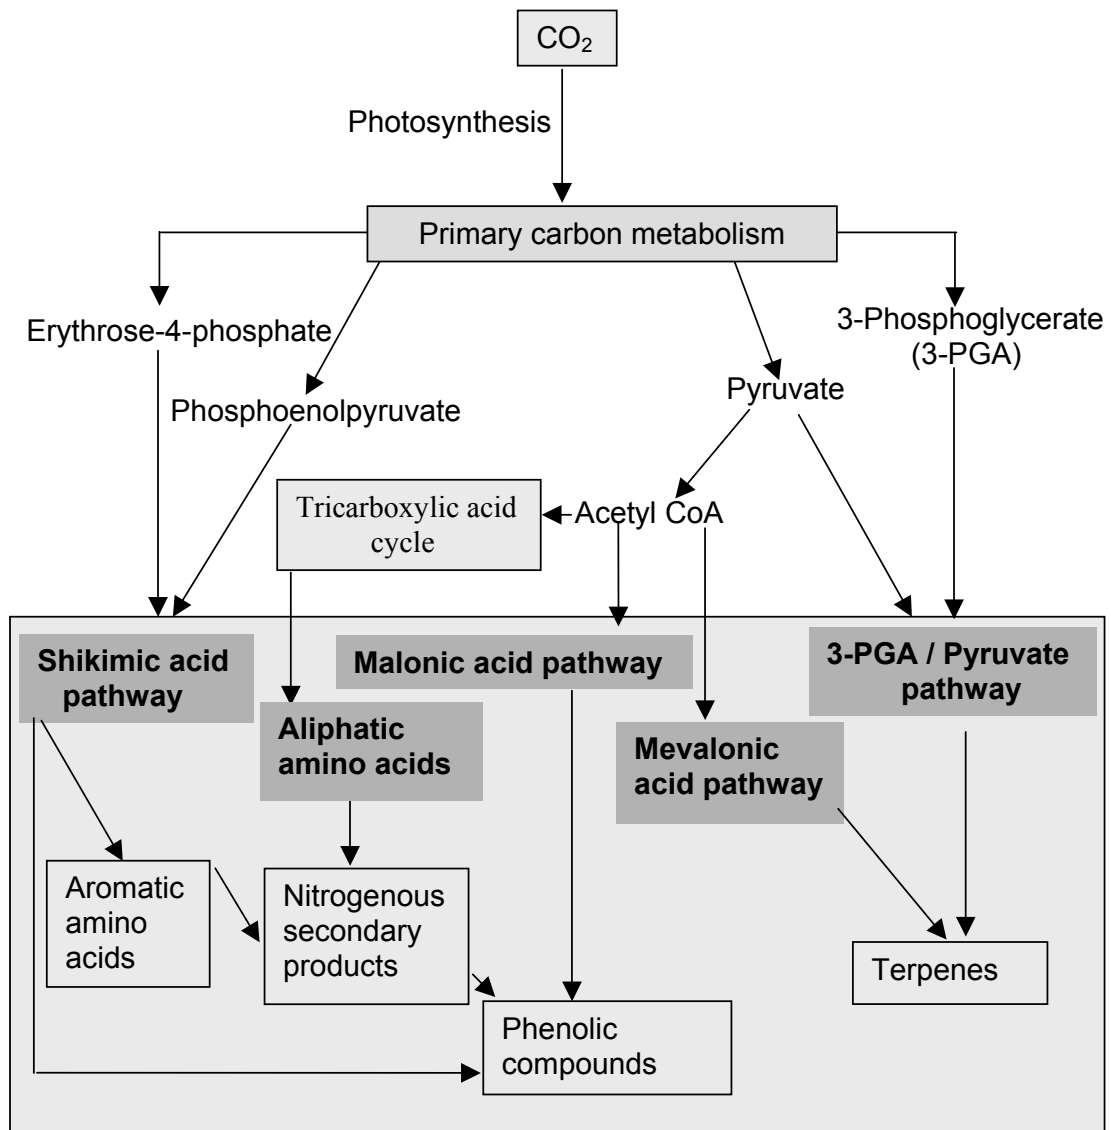 CO₂
Photosynthesis
Primary carbon metabolism
Erythrose-4-phosphate
3-Phosphoglycerate
(3-PGA)
Phosphoenolpyruvate
Pyruvate
Tricarboxylic acid
cycle
Acetyl CoA
Shikimic acid
pathway
Malonic acid pathway
3-PGA / Pyruvate
pathway
Aliphatic
amino acids
Mevalonic
acid pathway
Aromatic
amino
acids
Nitrogenous
secondary
products
Terpenes
Phenolic
compounds